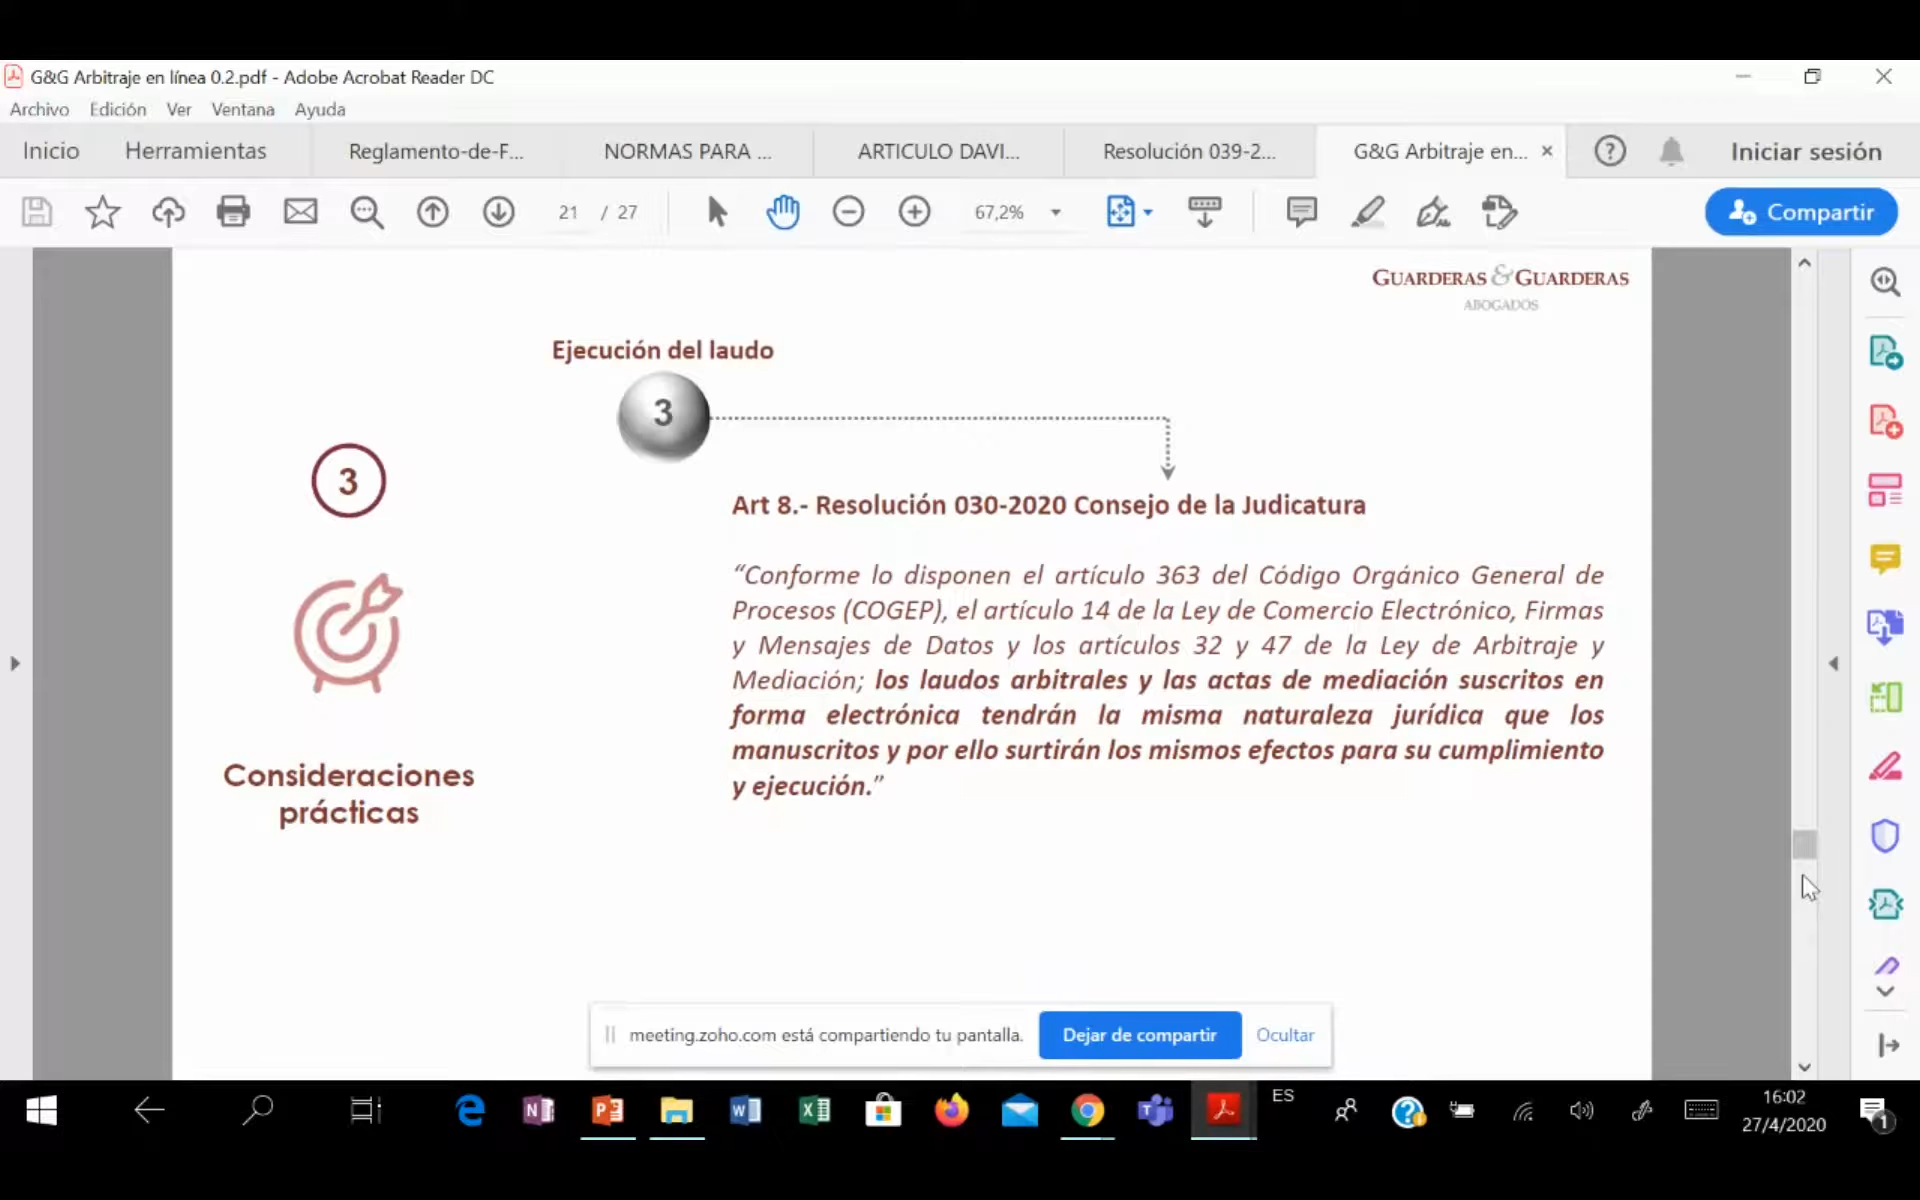 G&G Arbitraje en línea 0.2.pdf - Adobe Acrobat Reader DC
Archivo Edición Ver Ventana Ayuda
Inicio Herramientas Reglamento-de-F... NORMAS PARA ... ARTICULO DAVI... Resolución 039-2... G&G Arbitraje en... × ? Iniciar sesión
21 / 27 67,2% Compartir
GUARDERAS & GUARDERAS
ABOGADOS
Ejecución del laudo
3
3
Art 8.- Resolución 030-2020 Consejo de la Judicatura
“Conforme lo disponen el artículo 363 del Código Orgánico General de
Procesos (COGEP), el artículo 14 de la Ley de Comercio Electrónico, Firmas
y Mensajes de Datos y los artículos 32 y 47 de la Ley de Arbitraje y
Mediación; los laudos arbitrales y las actas de mediación suscritos en
forma electrónica tendrán la misma naturaleza jurídica que los
manuscritos y por ello surtirán los mismos efectos para su cumplimiento
y ejecución.”
Consideraciones
prácticas
meeting.zoho.com está compartiendo tu pantalla. Dejar de compartir Ocultar
ES
16:02
27/4/2020
1